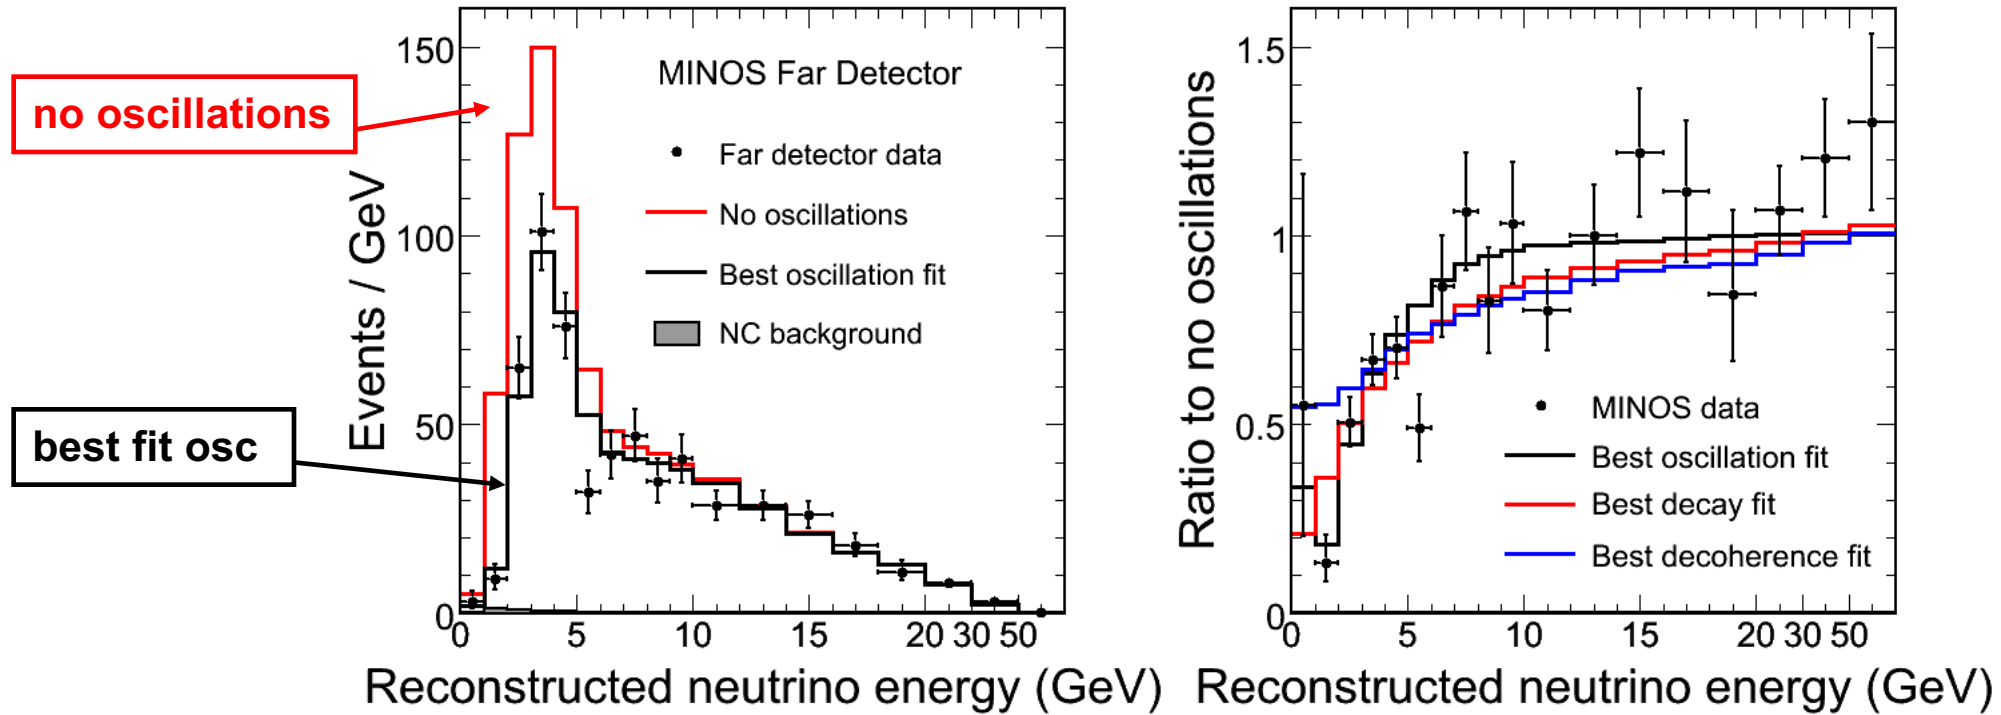 no oscillations
best fit osc
Events / GeV
150
100
50
0
MINOS Far Detector
Far detector data
No oscillations
Best oscillation fit
NC background
0 5 10 15 20 30 50
Reconstructed neutrino energy (GeV)
Ratio to no oscillations
1.5
1
0.5
0
MINOS data
Best oscillation fit
Best decay fit
Best decoherence fit
0 5 10 15 20 30 50
Reconstructed neutrino energy (GeV)